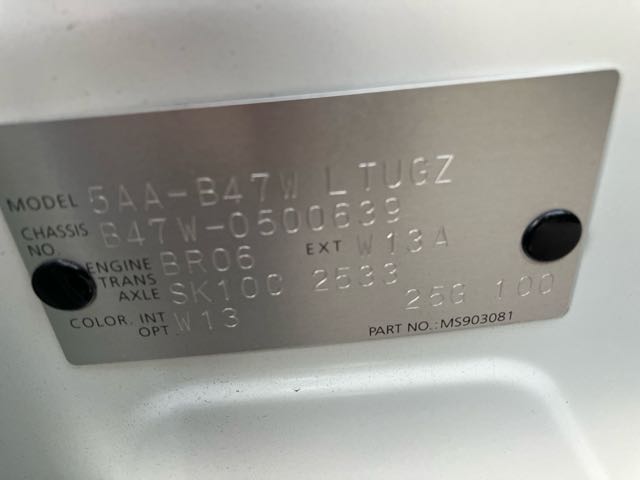 MODEL 5AA-B47W LTUGZ
CHASSIS NO. B47W-0500639
ENGINE BR06 EXT W13A
TRANS AXLE SK10C 2533
COLOR. INT OPT W13 25G 100
PART NO.:MS903081